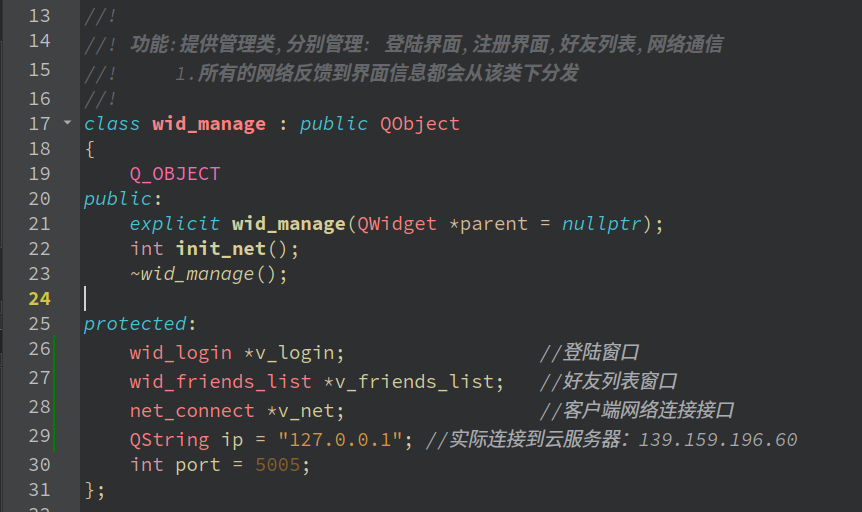 13 //!
14 //! 功能:提供管理类,分别管理: 登陆界面,注册界面,好友列表,网络通信
15 //!     1.所有的网络反馈到界面信息都会从该类下分发
16 //!
17 class wid_manage : public QObject
18 {
19     Q_OBJECT
20 public:
21     explicit wid_manage(QWidget *parent = nullptr);
22     int init_net();
23     ~wid_manage();
24
25 protected:
26     wid_login *v_login;                 //登陆窗口
27     wid_friends_list *v_friends_list;   //好友列表窗口
28     net_connect *v_net;                 //客户端网络连接接口
29     QString ip = "127.0.0.1"; //实际连接到云服务器：139.159.196.60
30     int port = 5005;
31 };